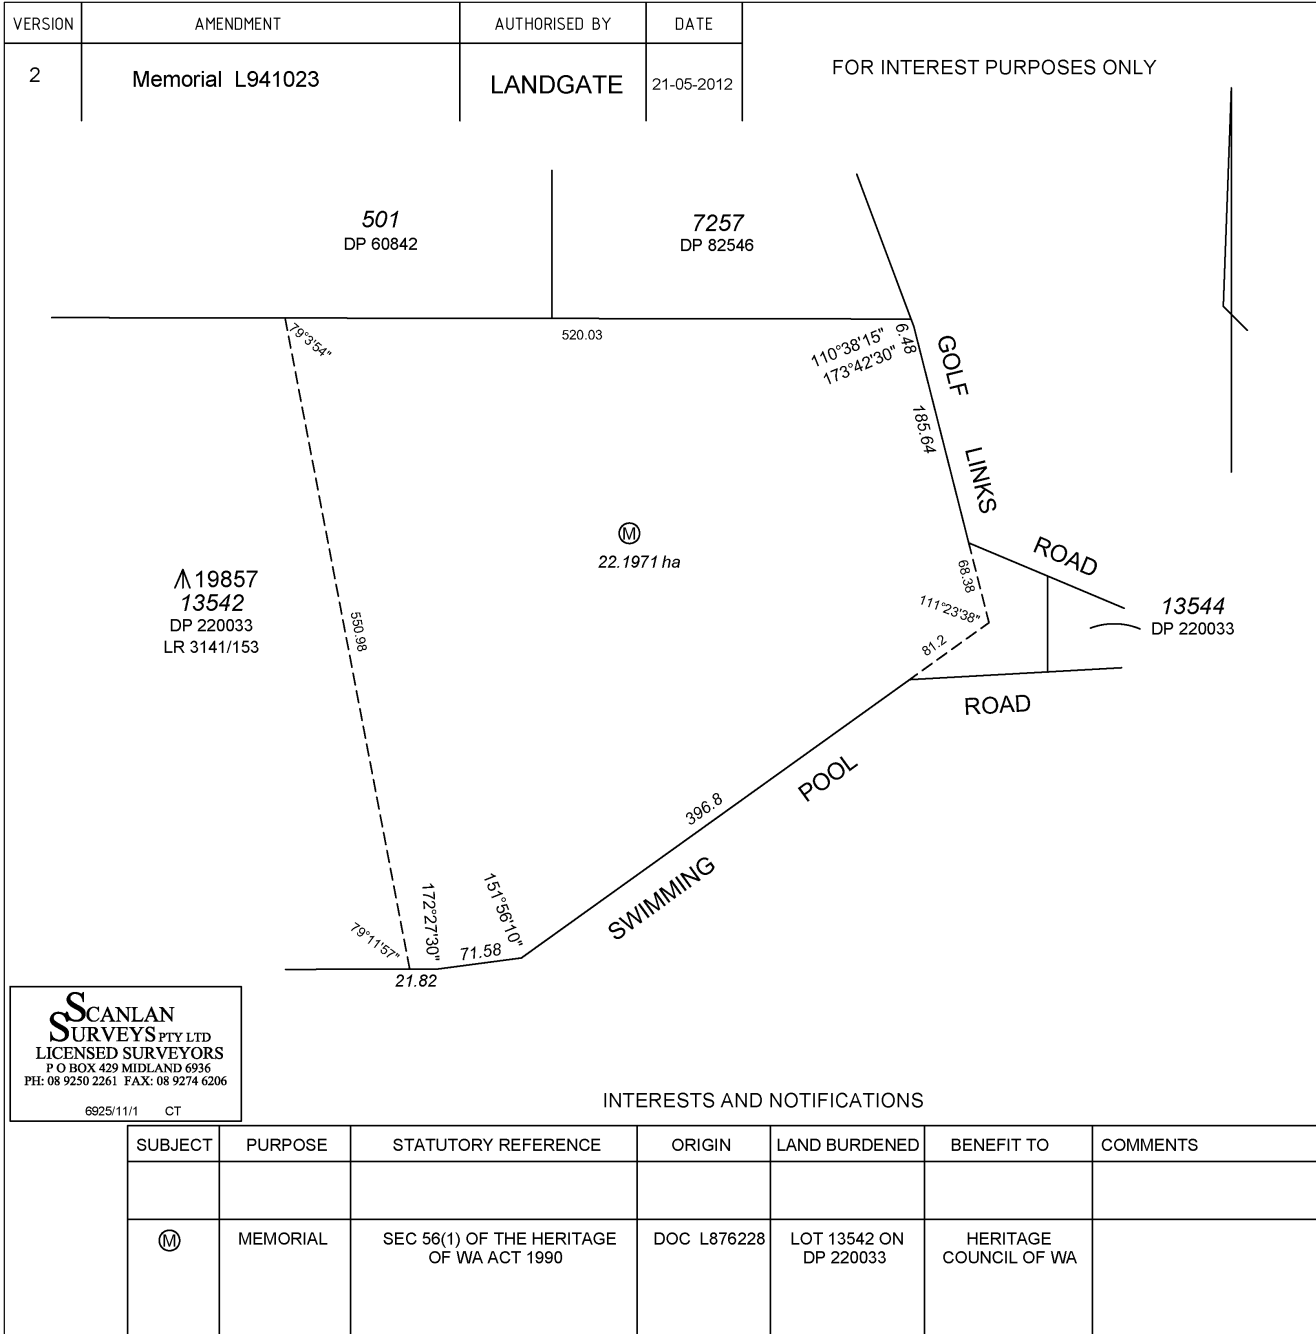 VERSION AMENDMENT AUTHORISED BY DATE
2 Memorial L941023 LANDGATE 21-05-2012
FOR INTEREST PURPOSES ONLY
501
DP 60842
7257
DP 82546
79°3'54"
520.03
110°38'15"
173°42'30"
6.48
185.64
GOLF
LINKS
ROAD
M
22.1971 ha
68.38
111°23'38"
81.2
13544
DP 220033
19857
13542
DP 220033
LR 3141/153
550.98
ROAD
POOL
SWIMMING
396.8
151°56'10"
172°27'30"
79°11'57"
71.58
21.82
SCANLAN
SURVEYS PTY LTD
LICENSED SURVEYORS
P O BOX 429 MIDLAND 6936
PH: 08 9250 2261 FAX: 08 9274 6206
6925/11/1 CT
INTERESTS AND NOTIFICATIONS
SUBJECT PURPOSE STATUTORY REFERENCE ORIGIN LAND BURDENED BENEFIT TO COMMENTS
M MEMORIAL SEC 56(1) OF THE HERITAGE DOC L876228 LOT 13542 ON HERITAGE
OF WA ACT 1990 DP 220033 COUNCIL OF WA